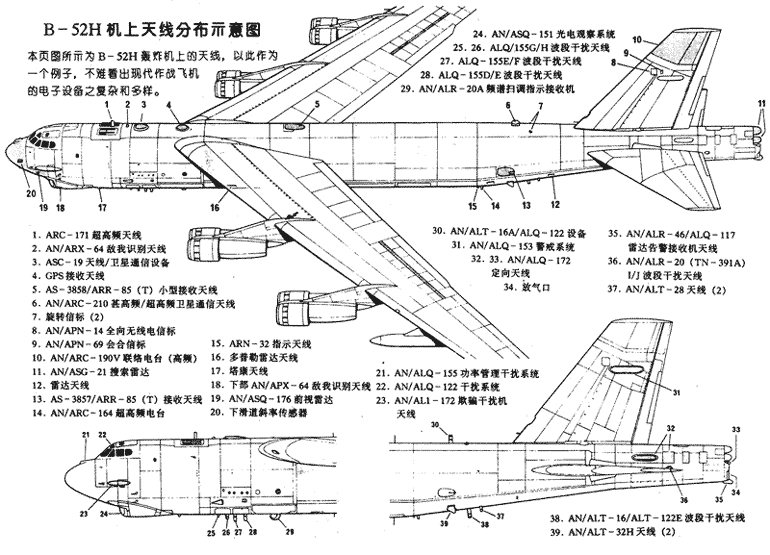 B-52H 机上天线分布示意图
本页图所示为 B-52H 轰炸机上的天线，以此作为
一个例子，不难看出现代作战飞机
的电子设备之复杂和多样。
24. AN/ASQ-151 光电观察系统
25. 26. ALQ/155G/H 波段干扰天线
27. ALQ-155E/F 波段干扰天线
28. ALQ-155D/E 波段干扰天线
29. AN/ALR-20A 频谱扫调指示接收机
1 2 3 4 5 6 7
8 9 10 11
20 19 18 17 16 15 14 13 12
1. ARC-171 超高频天线
2. AN/ARX-64 敌我识别天线
3. ASC-19 天线/卫星通信设备
4. GPS 接收天线
5. AS-3858/ARR-85（T）小型接收天线
6. AN/ARC-210 甚高频/超高频卫星通信天线
7. 旋转信标（2）
8. AN/APN-14 全向无线电信标
9. AN/APN-69 会合信标
10. AN/ARC-190V 联络电台（高频）
11. AN/ASG-21 搜索雷达
12. 雷达天线
13. AS-3857/ARR-85（T）接收天线
14. AN/ARC-164 超高频电台
15. ARN-32 指示天线
16. 多普勒雷达天线
17. 塔康天线
18. 下部 AN/APX-64 敌我识别天线
19. AN/ASQ-176 前视雷达
20. 下滑道斜率传感器
21. AN/ALQ-155 功率管理干扰系统
22. AN/ALQ-122 干扰系统
23. AN/AL1-172 欺骗干扰机
天线
30. AN/ALT-16A/ALQ-122 设备
31. AN/ALQ-153 警戒系统
32. 33. AN/ALQ-172
定向天线
34. 放气口
35. AN/ALR-46/ALQ-117
雷达告警接收机天线
36. AN/ALR-20（TN-391A）
I/J 波段干扰天线
37. AN/ALT-28 天线（2）
21 22 23 24 25 26 27 28 29
30 31 32 33 34 35 36 37 38 39
38. AN/ALT-16/ALT-122E 波段干扰天线
39. AN/ALT-32H 天线（2）